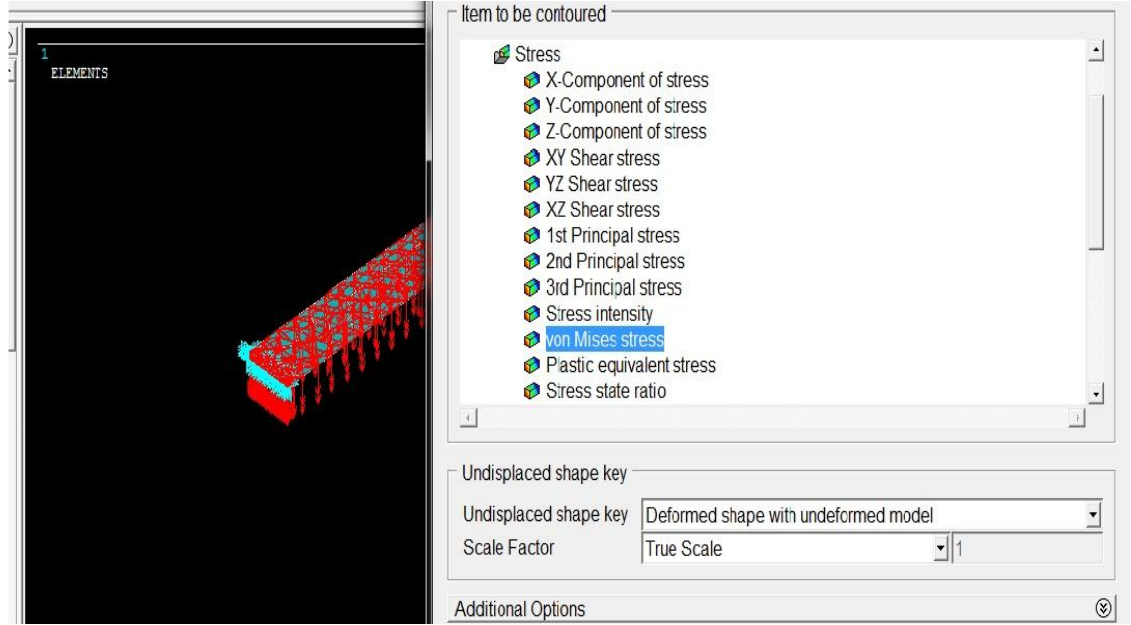 1
ELEMENTS
Item to be contoured
Stress
X-Component of stress
Y-Component of stress
Z-Component of stress
XY Shear stress
YZ Shear stress
XZ Shear stress
1st Principal stress
2nd Principal stress
3rd Principal stress
Stress intensity
von Mises stress
Plastic equivalent stress
Stress state ratio
Undisplaced shape key
Undisplaced shape key Deformed shape with undeformed model
Scale Factor True Scale 1
Additional Options